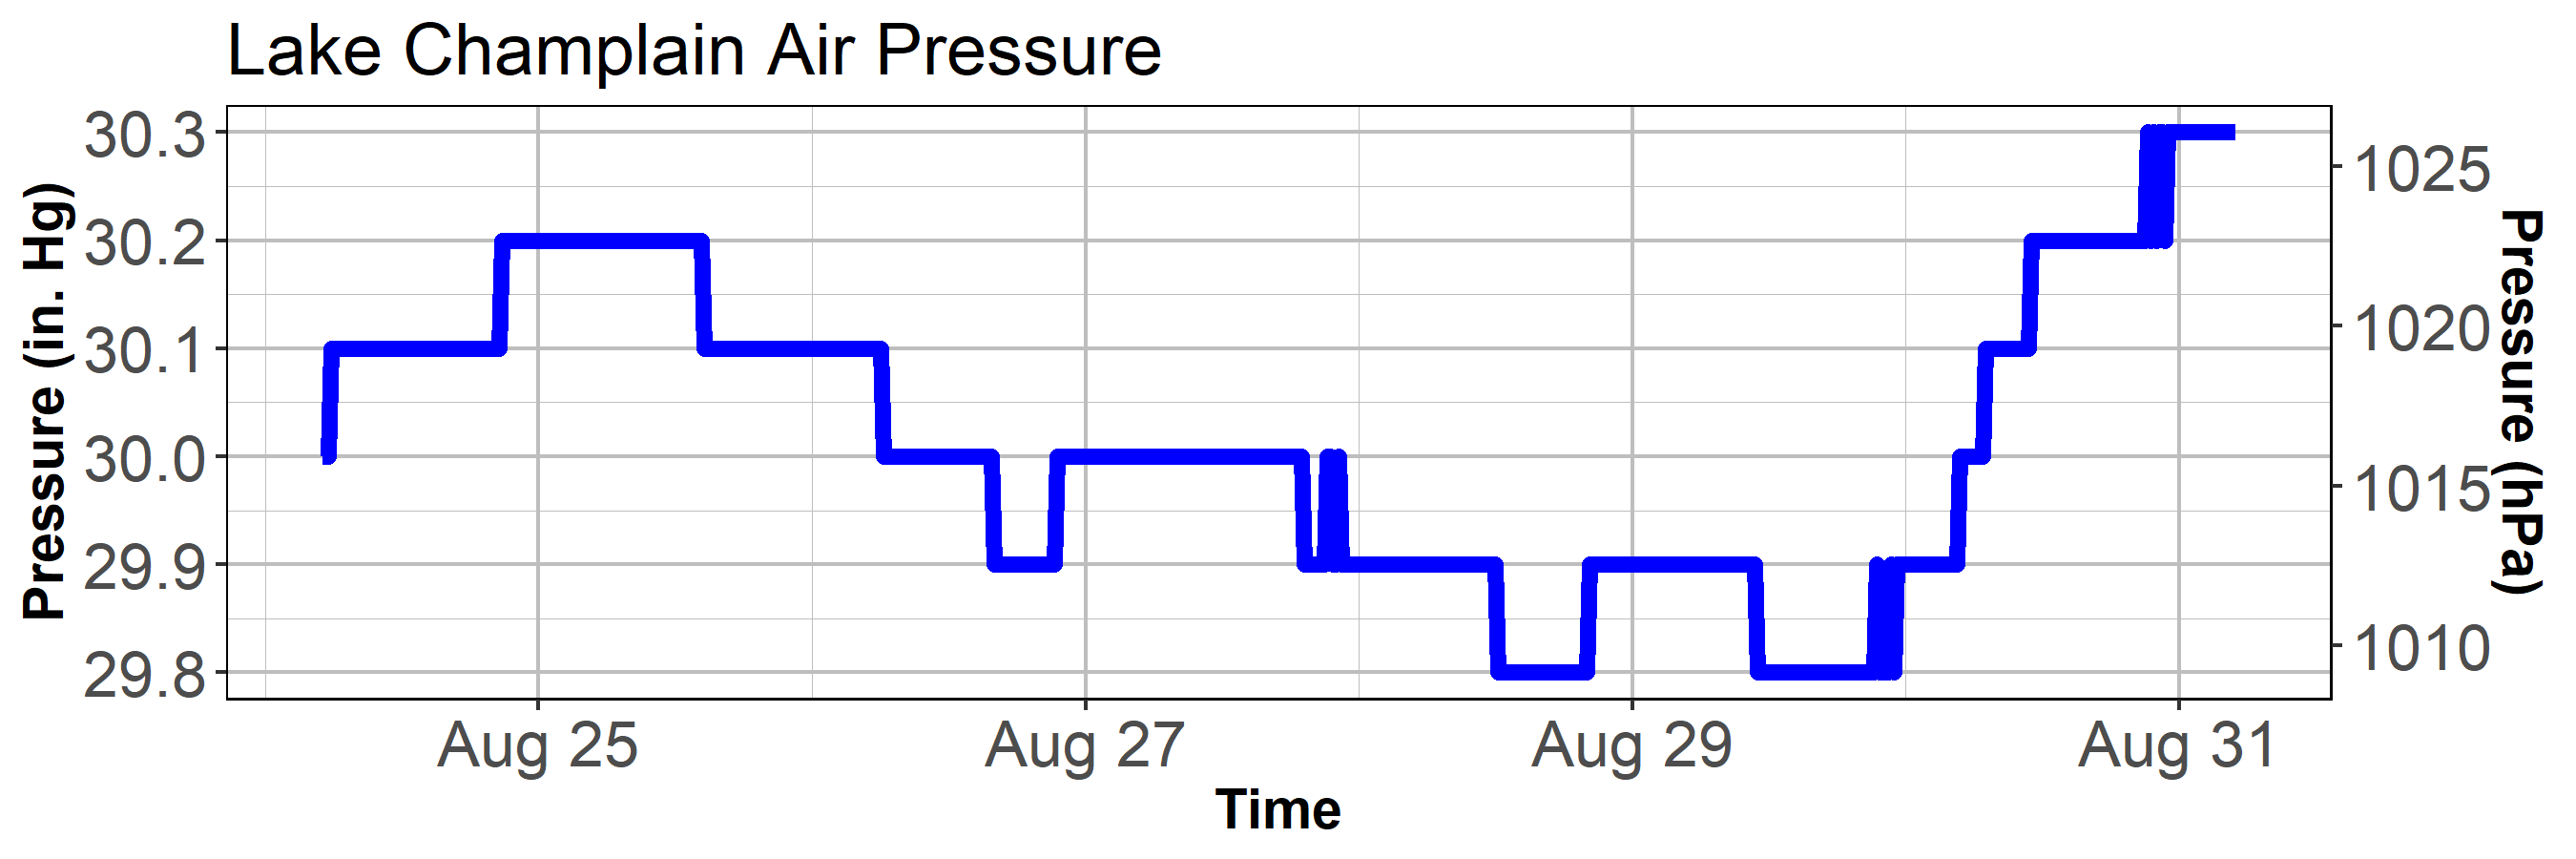 Lake Champlain Air Pressure
Pressure (in. Hg)
30.3
30.2
30.1
30.0
29.9
29.8
1025
1020
1015
1010
Pressure (hPa)
Aug 25 Aug 27 Aug 29 Aug 31
Time